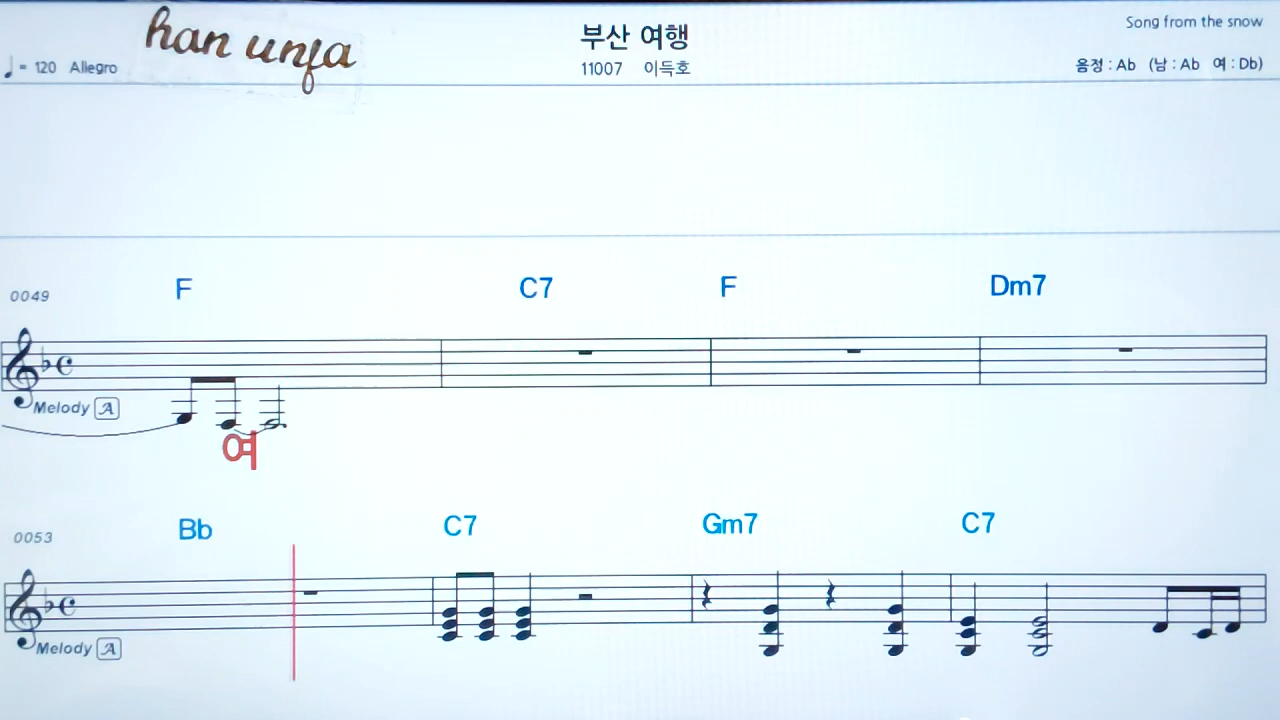 han unfa
부산 여행
Song from the snow
♩= 120 Allegro
11007 이득호
음정 : Ab (남 : Ab 여 : Db)
0049 F C7 F Dm7
Melody A
여
0053 Bb C7 Gm7 C7
Melody A